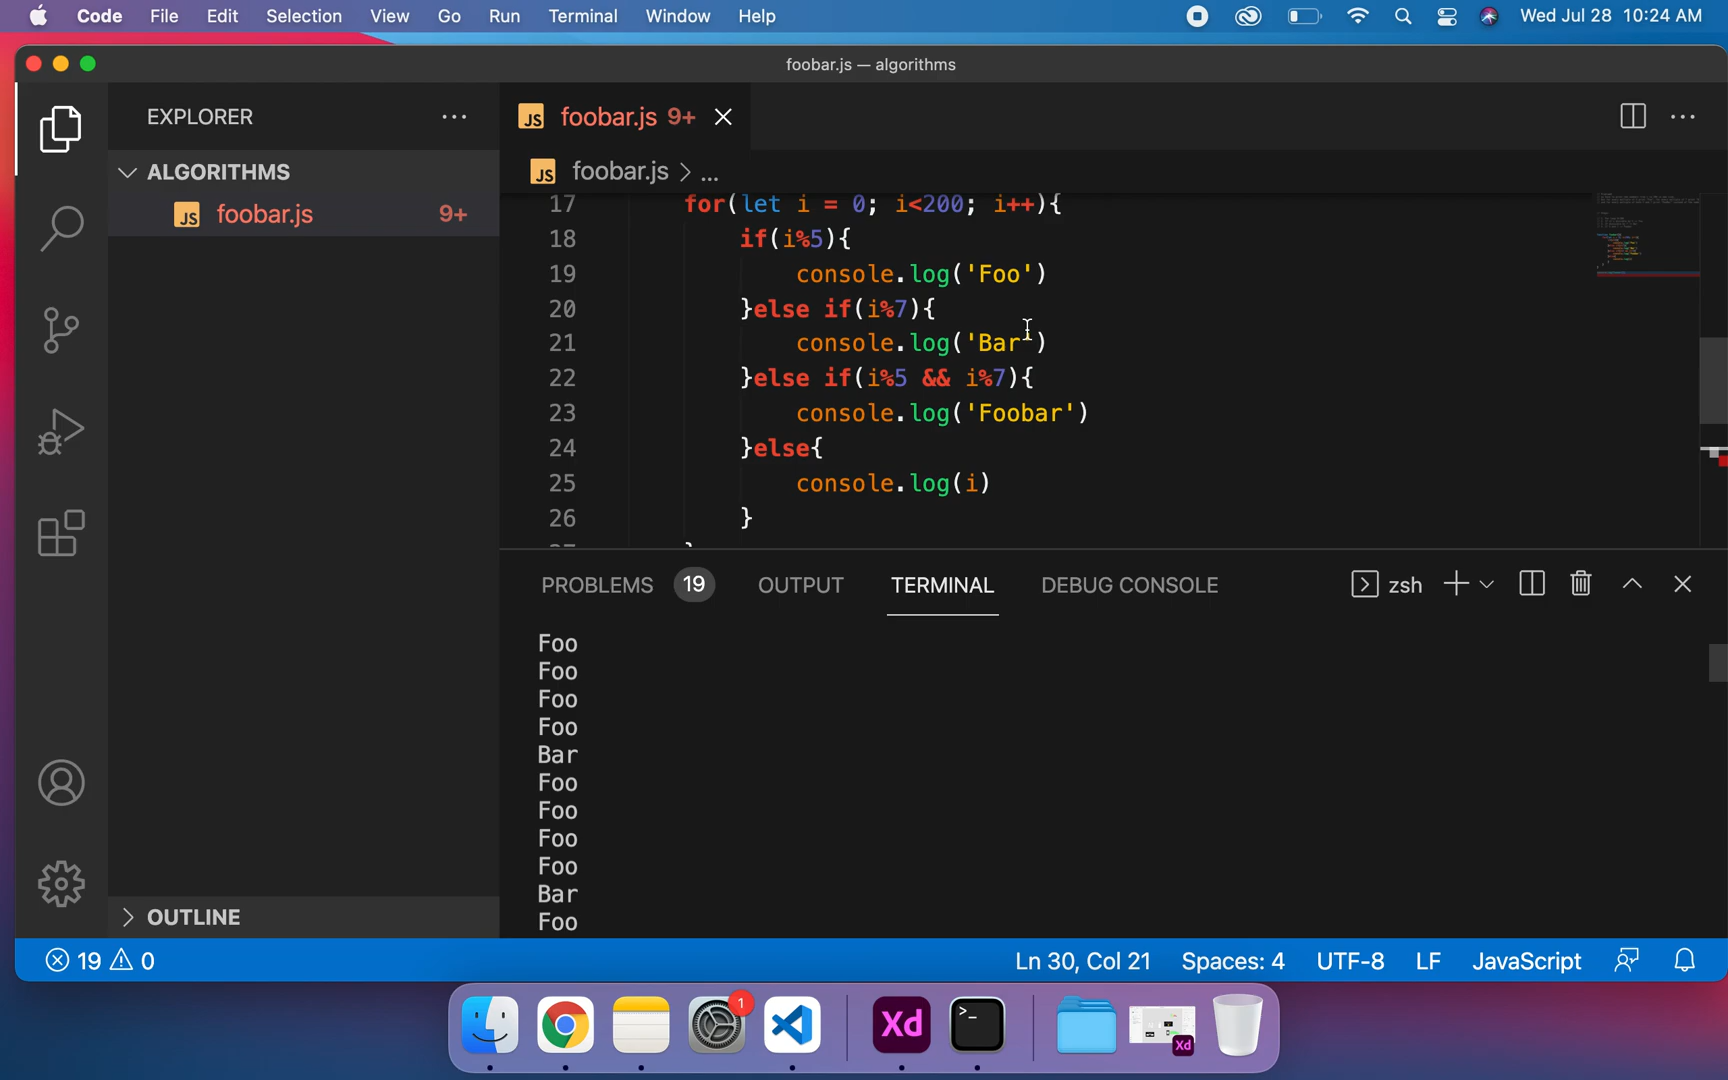 Code File Edit Selection View Go Run Terminal Window Help Wed Jul 28 10:24 AM
foobar.js — algorithms
EXPLORER
foobar.js 9+
ALGORITHMS
foobar.js > ...
foobar.js 9+
17 for(let i = 0; i<200; i++){
18 if(i%5){
19 console.log('Foo')
20 }else if(i%7){
21 console.log('Bar')
22 }else if(i%5 && i%7){
23 console.log('Foobar')
24 }else{
25 console.log(i)
26 }
PROBLEMS 19 OUTPUT TERMINAL DEBUG CONSOLE zsh
Foo
Foo
Foo
Foo
Bar
Foo
Foo
Foo
Foo
Bar
Foo
OUTLINE
19 0 Ln 30, Col 21 Spaces: 4 UTF-8 LF JavaScript
1
Xd
Xd